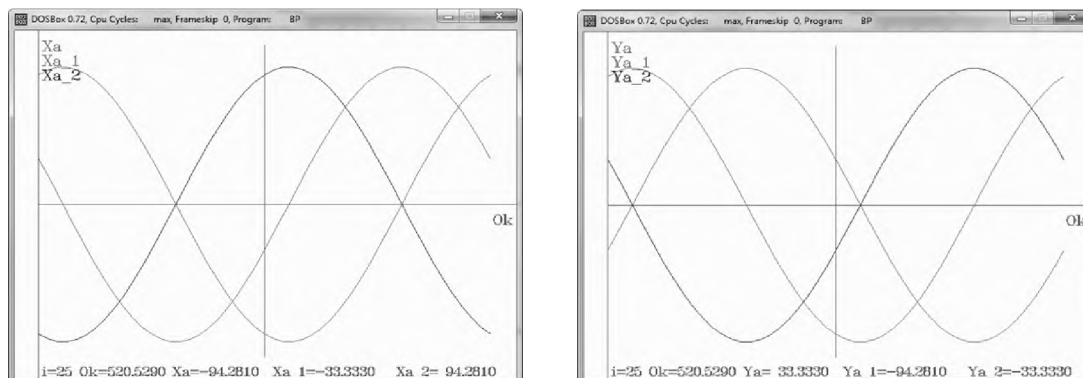 DOSBox 0.72, Cpu Cycles: max, Frameskip 0, Program: BP
Xa
Xa_1
Xa_2
Ok
i=25 Ok=520.5290 Xa=-94.2810 Xa 1=-33.3330 Xa 2= 94.2810
DOSBox 0.72, Cpu Cycles: max, Frameskip 0, Program: BP
Ya
Ya_1
Ya_2
Ok
i=25 Ok=520.5290 Ya= 33.3330 Ya 1=-94.2810 Ya 2=-33.3330